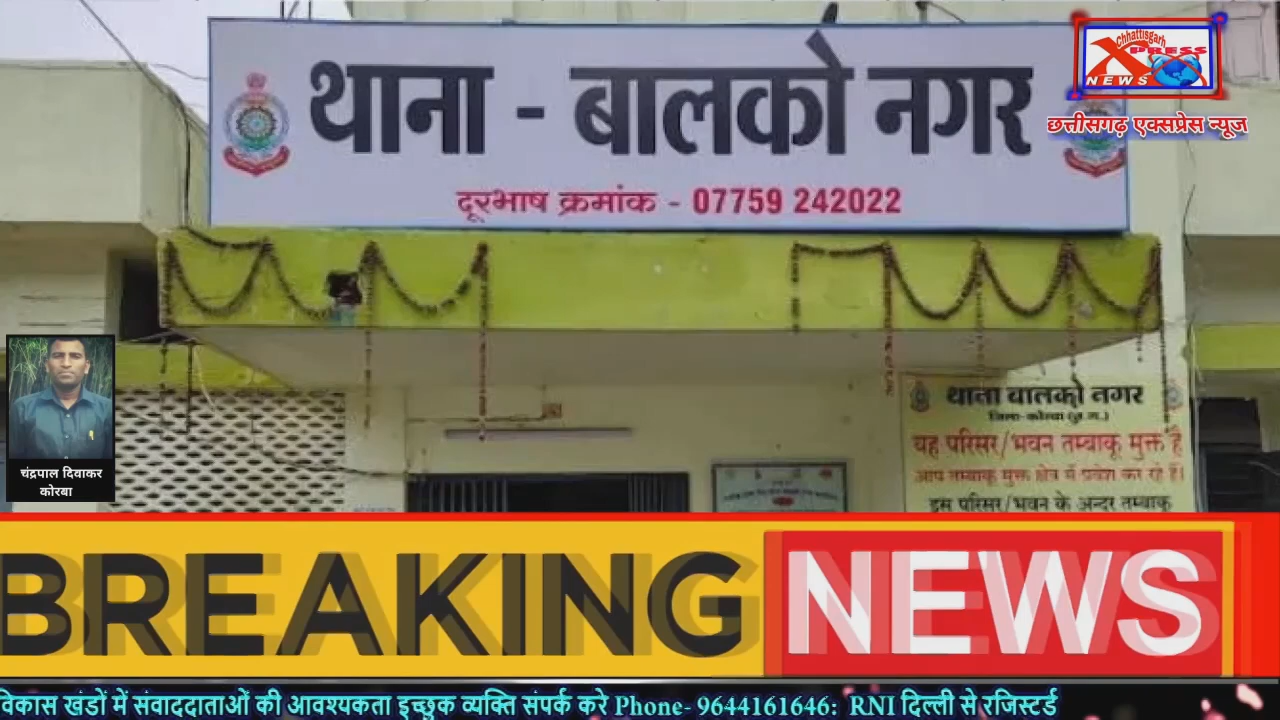 थाना - बालको नगर
दूरभाष क्रमांक - 07759 242022
Chhattisgarh
XPRESS
NEWS
छत्तीसगढ़ एक्सप्रेस न्यूज
थाना बालको नगर
जिला-कोरबा (छ.ग.)
यह परिसर/भवन तम्बाकू मुक्त है
आप तम्बाकू मुक्त क्षेत्र में प्रवेश कर रहे हैं।
इस परिसर/भवन के अन्दर तम्बाकू
चंद्रपाल दिवाकर
कोरबा
BREAKING NEWS
विकास खंडों में संवाददाताओं की आवश्यकता इच्छुक व्यक्ति संपर्क करे Phone- 9644161646: RNI दिल्ली से रजिस्टर्ड